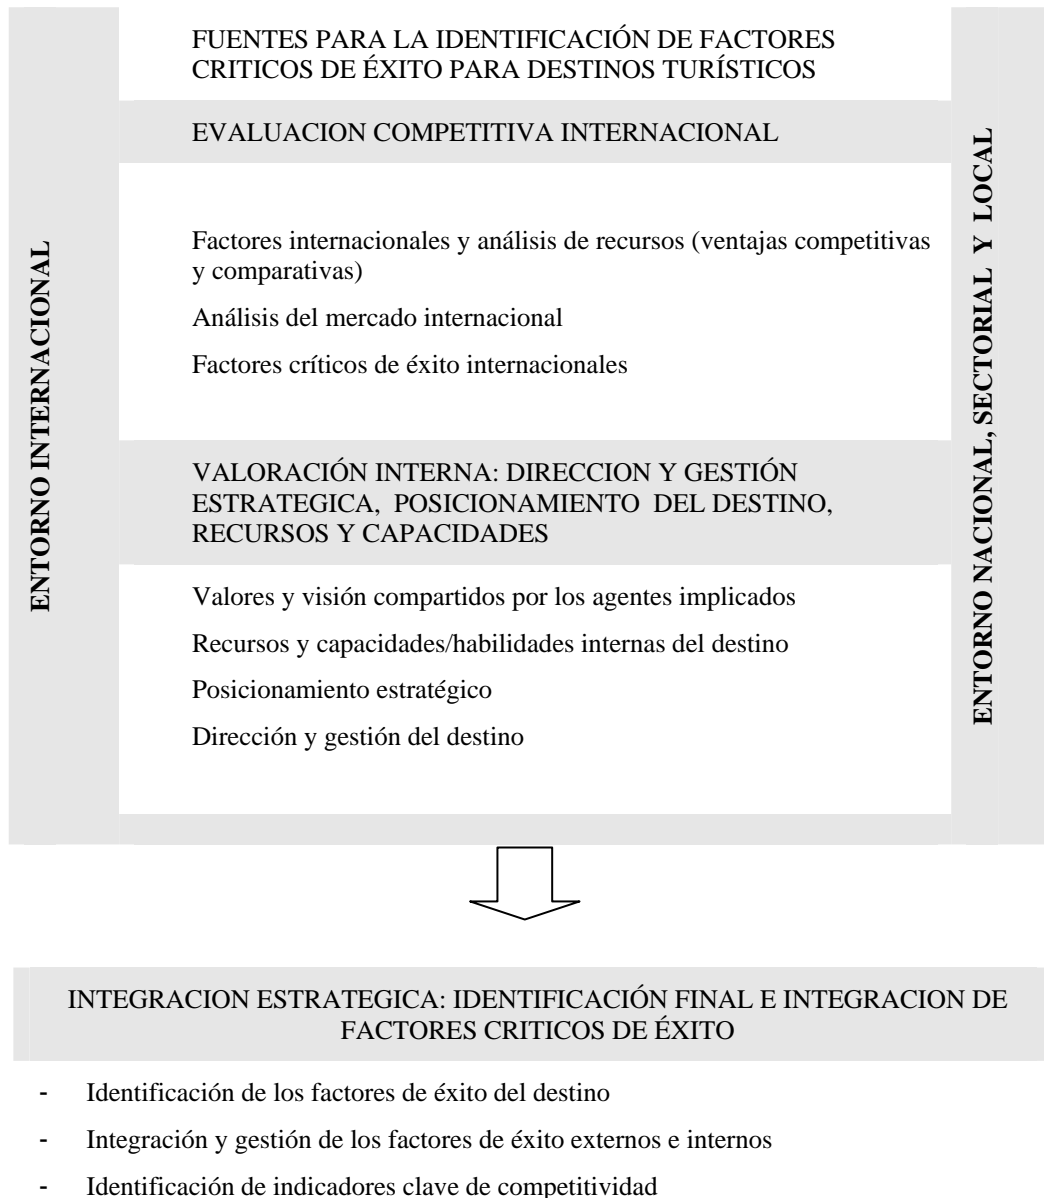 FUENTES PARA LA IDENTIFICACIÓN DE FACTORES
CRITICOS DE ÉXITO PARA DESTINOS TURÍSTICOS
EVALUACION COMPETITIVA INTERNACIONAL
Factores internacionales y análisis de recursos (ventajas competitivas
y comparativas)
Análisis del mercado internacional
Factores críticos de éxito internacionales
VALORACIÓN INTERNA: DIRECCION Y GESTIÓN
ESTRATEGICA, POSICIONAMIENTO DEL DESTINO,
RECURSOS Y CAPACIDADES
Valores y visión compartidos por los agentes implicados
Recursos y capacidades/habilidades internas del destino
Posicionamiento estratégico
Dirección y gestión del destino
ENTORNO INTERNACIONAL
ENTORNO NACIONAL, SECTORIAL Y LOCAL
INTEGRACION ESTRATEGICA: IDENTIFICACIÓN FINAL E INTEGRACION DE
FACTORES CRITICOS DE ÉXITO
- Identificación de los factores de éxito del destino
- Integración y gestión de los factores de éxito externos e internos
- Identificación de indicadores clave de competitividad